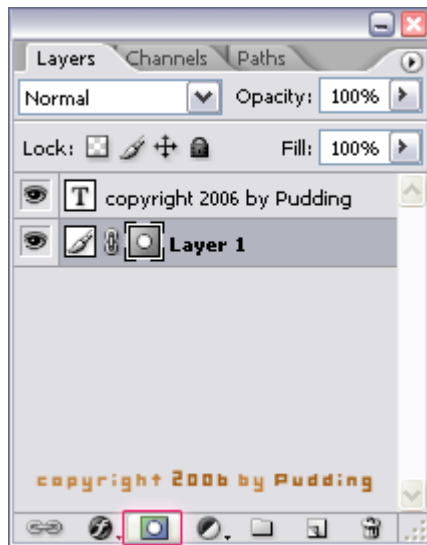 Layers Channels Paths
Normal Opacity: 100%
Lock: Fill: 100%
T copyright 2006 by Pudding
Layer 1
copyright 2006 by Pudding